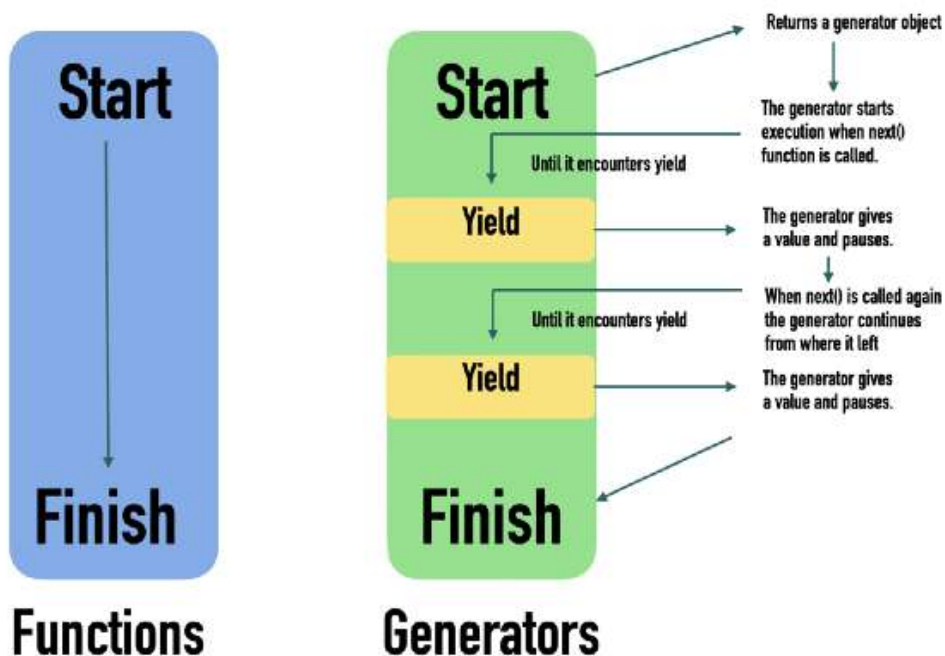 Start
Finish
Functions
Start
Returns a generator object
The generator starts
execution when next()
function is called.
Until it encounters yield
Yield
The generator gives
a value and pauses.
When next() is called again
the generator continues
from where it left
Until it encounters yield
Yield
The generator gives
a value and pauses.
Finish
Generators